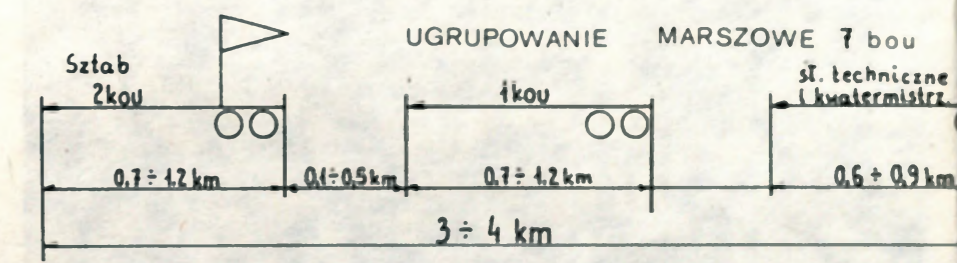 UGRUPOWANIE MARSZOWE 7 bou
Sztab
2kou
1kou
sł. techniczne
i kwatermistrz.
0,7÷1.2 km
0,1÷0,5 km
0,7÷1.2 km
0,6÷0,9 km
3÷4 km